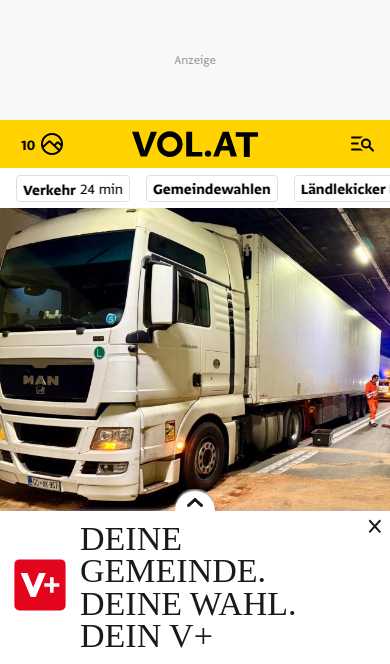 Anzeige
10
VOL.AT
Verkehr 24 min
Gemeindewahlen
Ländlekicker
MAN
L
DEINE
GEMEINDE.
DEINE WAHL.
DEIN V+
V+